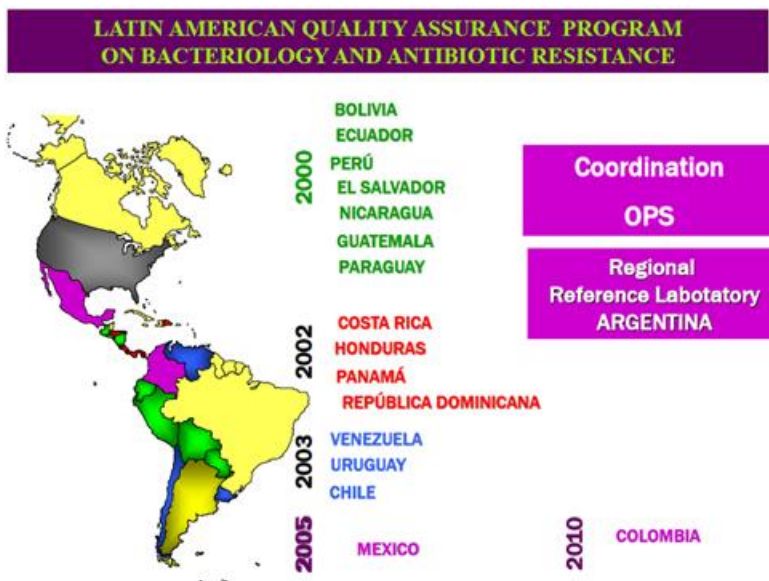 LATIN AMERICAN QUALITY ASSURANCE PROGRAM
ON BACTERIOLOGY AND ANTIBIOTIC RESISTANCE
2000
BOLIVIA
ECUADOR
PERÚ
EL SALVADOR
NICARAGUA
GUATEMALA
PARAGUAY
Coordination
OPS
Regional
Reference Labotatory
ARGENTINA
2002
COSTA RICA
HONDURAS
PANAMÁ
REPÚBLICA DOMINICANA
2003
VENEZUELA
URUGUAY
CHILE
2005
MEXICO
2010
COLOMBIA